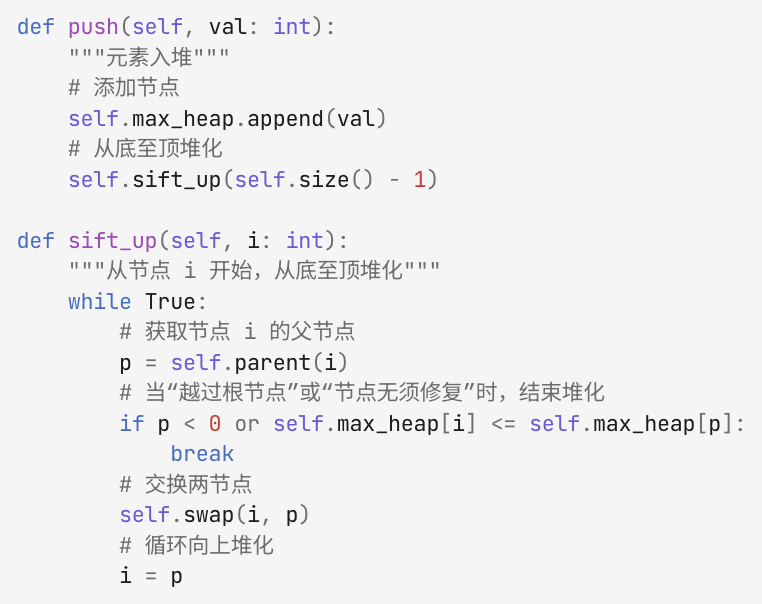 def push(self, val: int):
    """元素入堆"""
    # 添加节点
    self.max_heap.append(val)
    # 从底至顶堆化
    self.sift_up(self.size() - 1)

def sift_up(self, i: int):
    """从节点 i 开始，从底至顶堆化"""
    while True:
        # 获取节点 i 的父节点
        p = self.parent(i)
        # 当“越过根节点”或“节点无须修复”时，结束堆化
        if p < 0 or self.max_heap[i] <= self.max_heap[p]:
            break
        # 交换两节点
        self.swap(i, p)
        # 循环向上堆化
        i = p